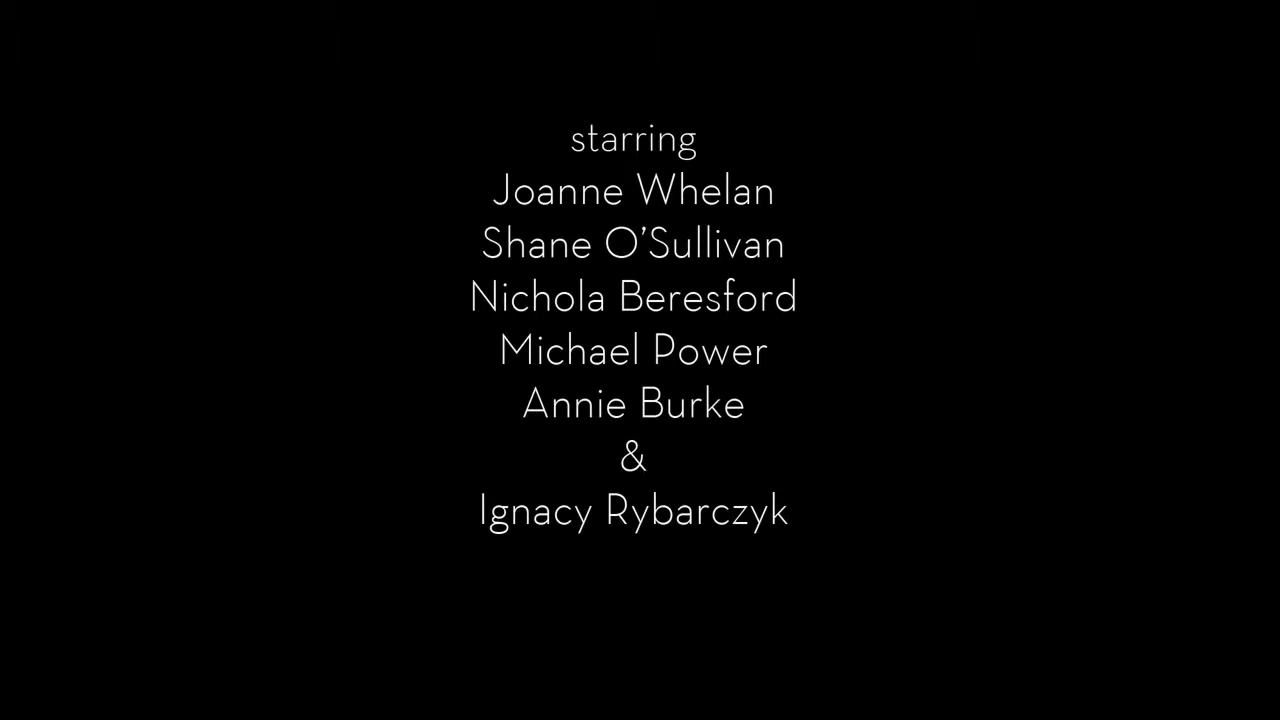 starring
Joanne Whelan
Shane O’Sullivan
Nichola Beresford
Michael Power
Annie Burke
&
Ignacy Rybarczyk